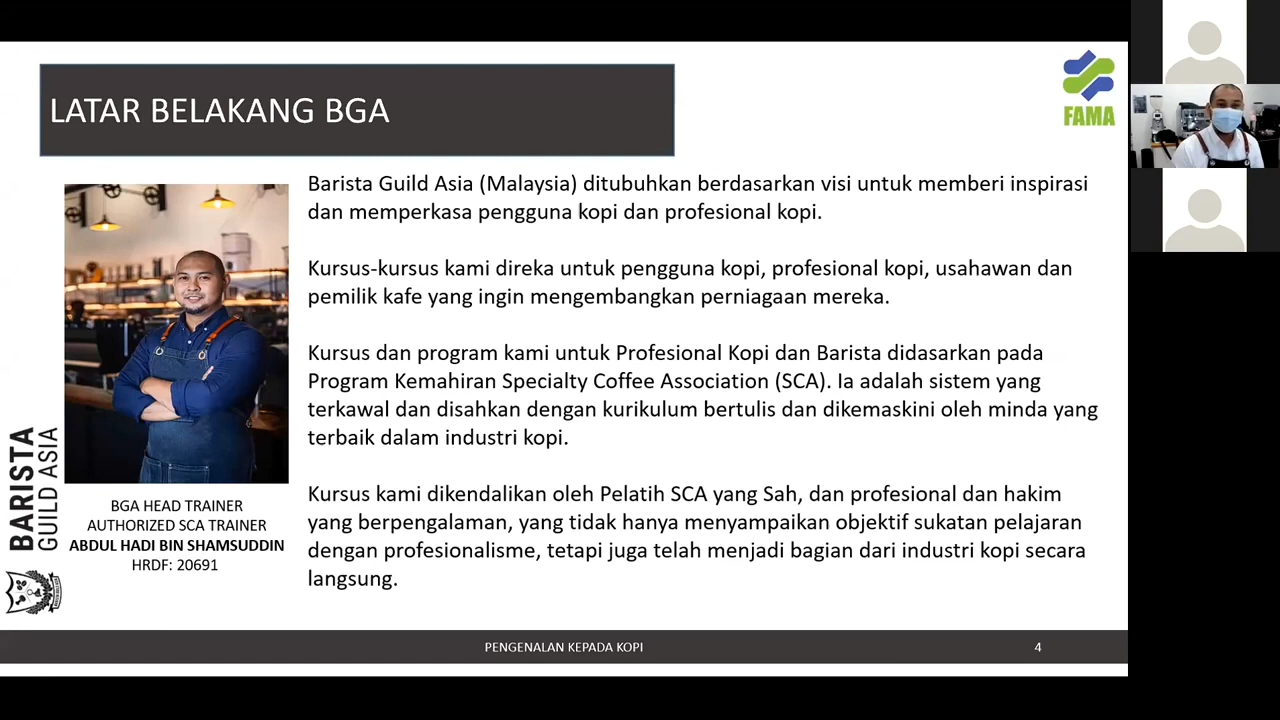 LATAR BELAKANG BGA
FAMA
Barista Guild Asia (Malaysia) ditubuhkan berdasarkan visi untuk memberi inspirasi
dan memperkasa pengguna kopi dan profesional kopi.
Kursus-kursus kami direka untuk pengguna kopi, profesional kopi, usahawan dan
pemilik kafe yang ingin mengembangkan perniagaan mereka.
Kursus dan program kami untuk Profesional Kopi dan Barista didasarkan pada
Program Kemahiran Specialty Coffee Association (SCA). Ia adalah sistem yang
terkawal dan disahkan dengan kurikulum bertulis dan dikemaskini oleh minda yang
terbaik dalam industri kopi.
Kursus kami dikendalikan oleh Pelatih SCA yang Sah, dan profesional dan hakim
yang berpengalaman, yang tidak hanya menyampaikan objektif sukatan pelajaran
dengan profesionalisme, tetapi juga telah menjadi bagian dari industri kopi secara
langsung.
BARISTA
GUILD ASIA
BGA HEAD TRAINER
AUTHORIZED SCA TRAINER
ABDUL HADI BIN SHAMSUDDIN
HRDF: 20691
PENGENALAN KEPADA KOPI
4